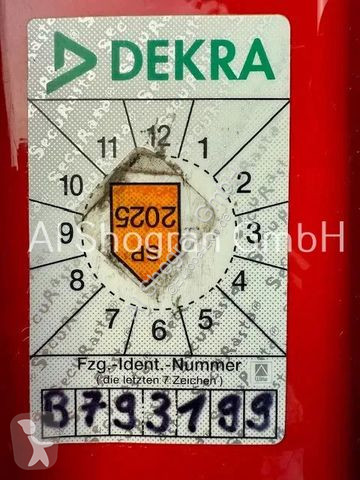 DEKRA
11 12 1
10 2
9 3
8 4
7 6 5
SP
2025
Al Shogran GmbH
Fzg.-Ident.-Nummer
(die letzten 7 Zeichen)
B793199
SecuRasta